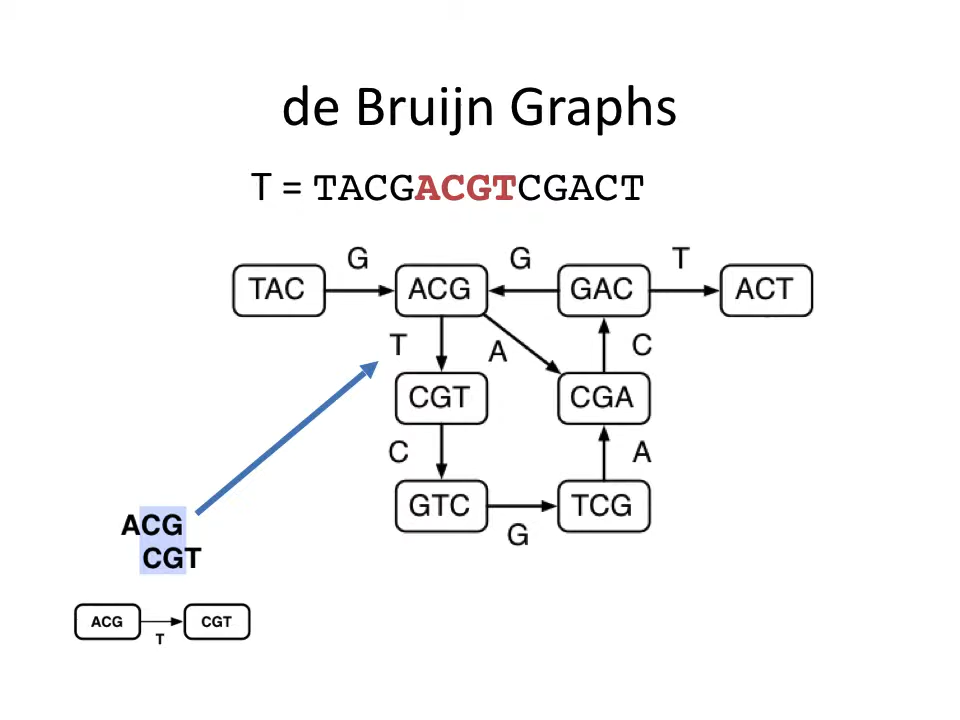 de Bruijn Graphs
T = TACGACGTCGACT
G G T
TAC ACG GAC ACT
T A C
CGT CGA
C A
GTC TCG
G
ACG
CGT
ACG CGT
T